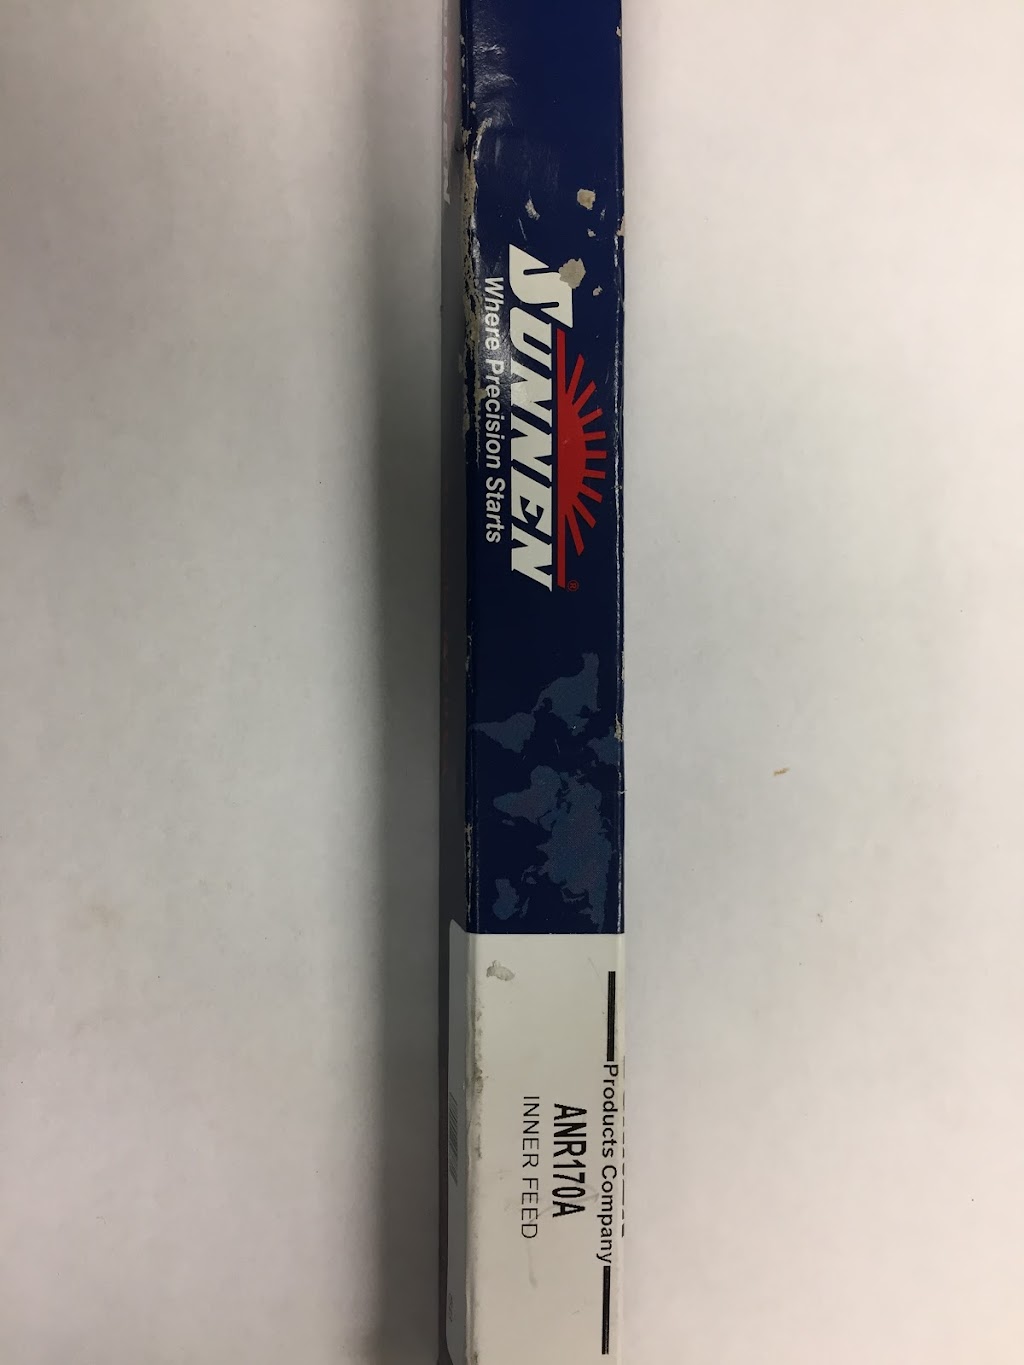 SUNNEN®
Where Precision Starts
Products Company
ANR170A
INNER FEED